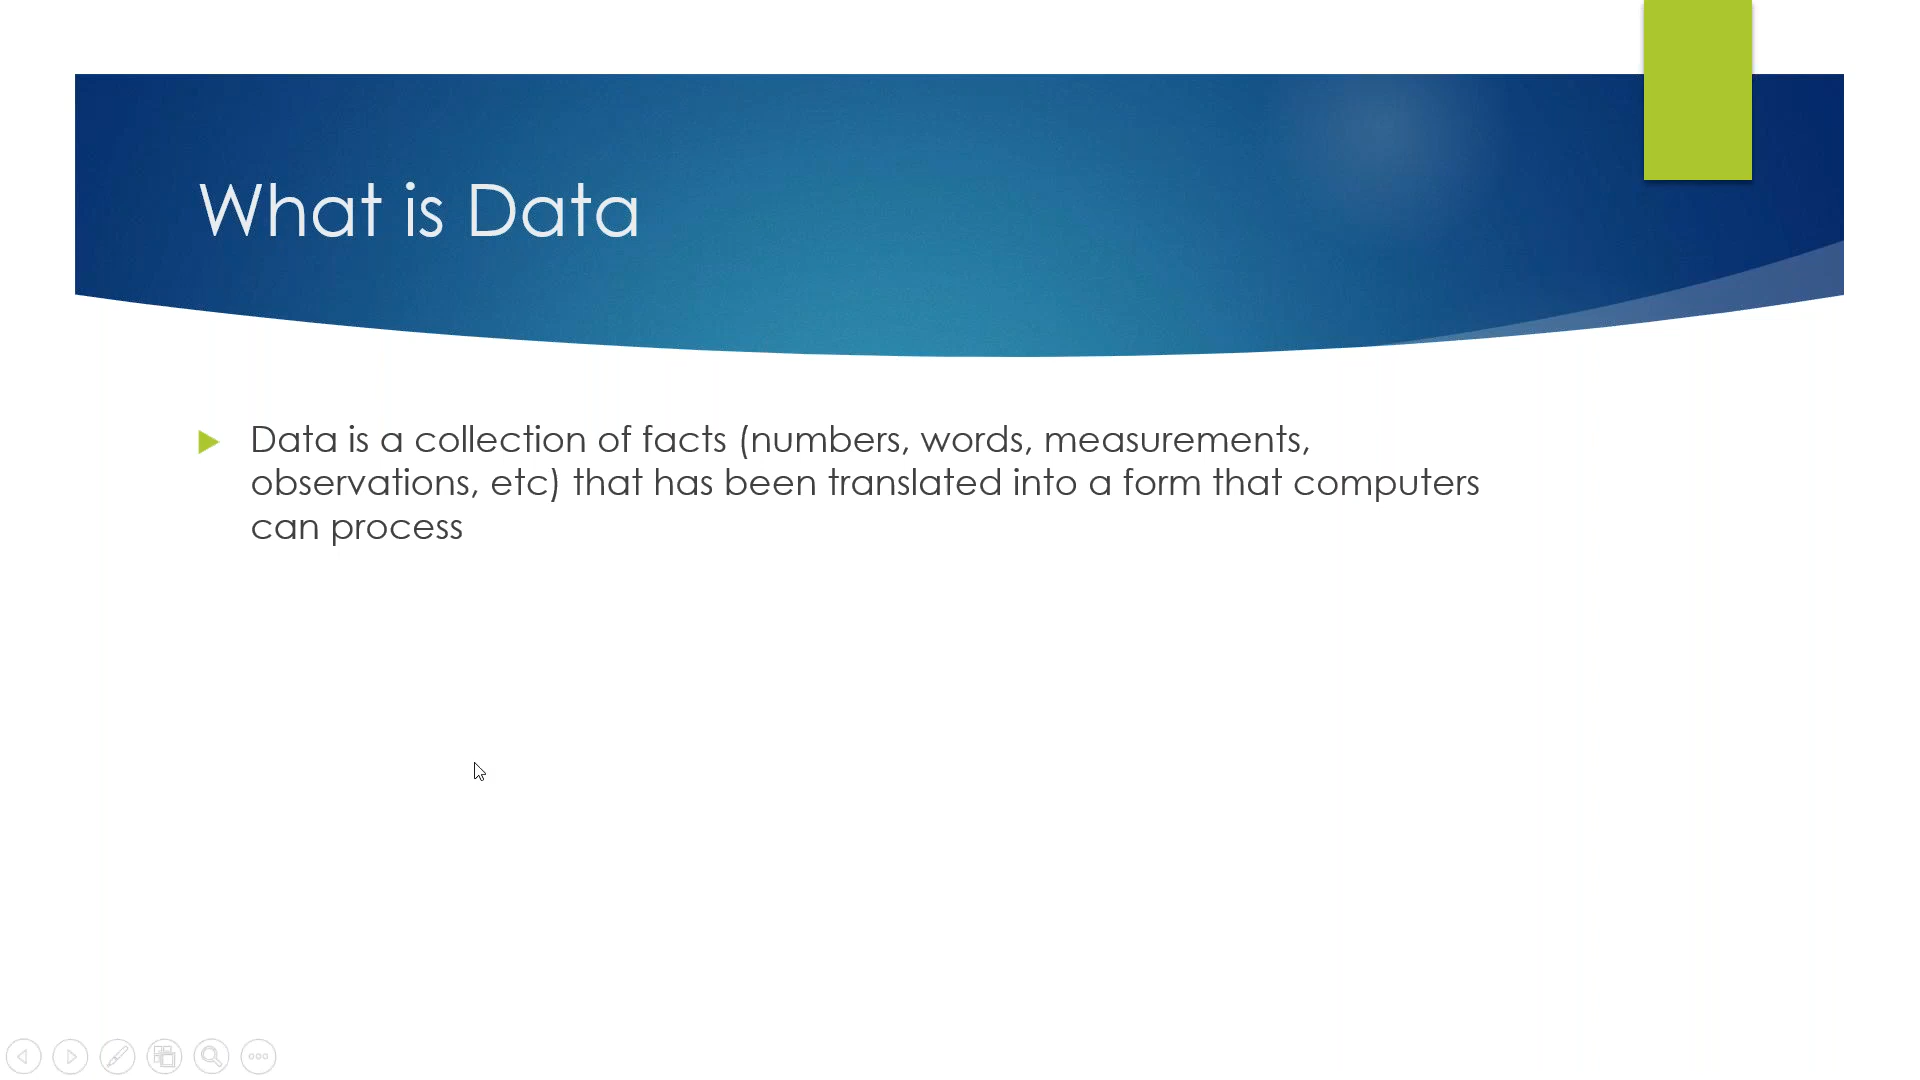 What is Data
Data is a collection of facts (numbers, words, measurements,
observations, etc) that has been translated into a form that computers
can process